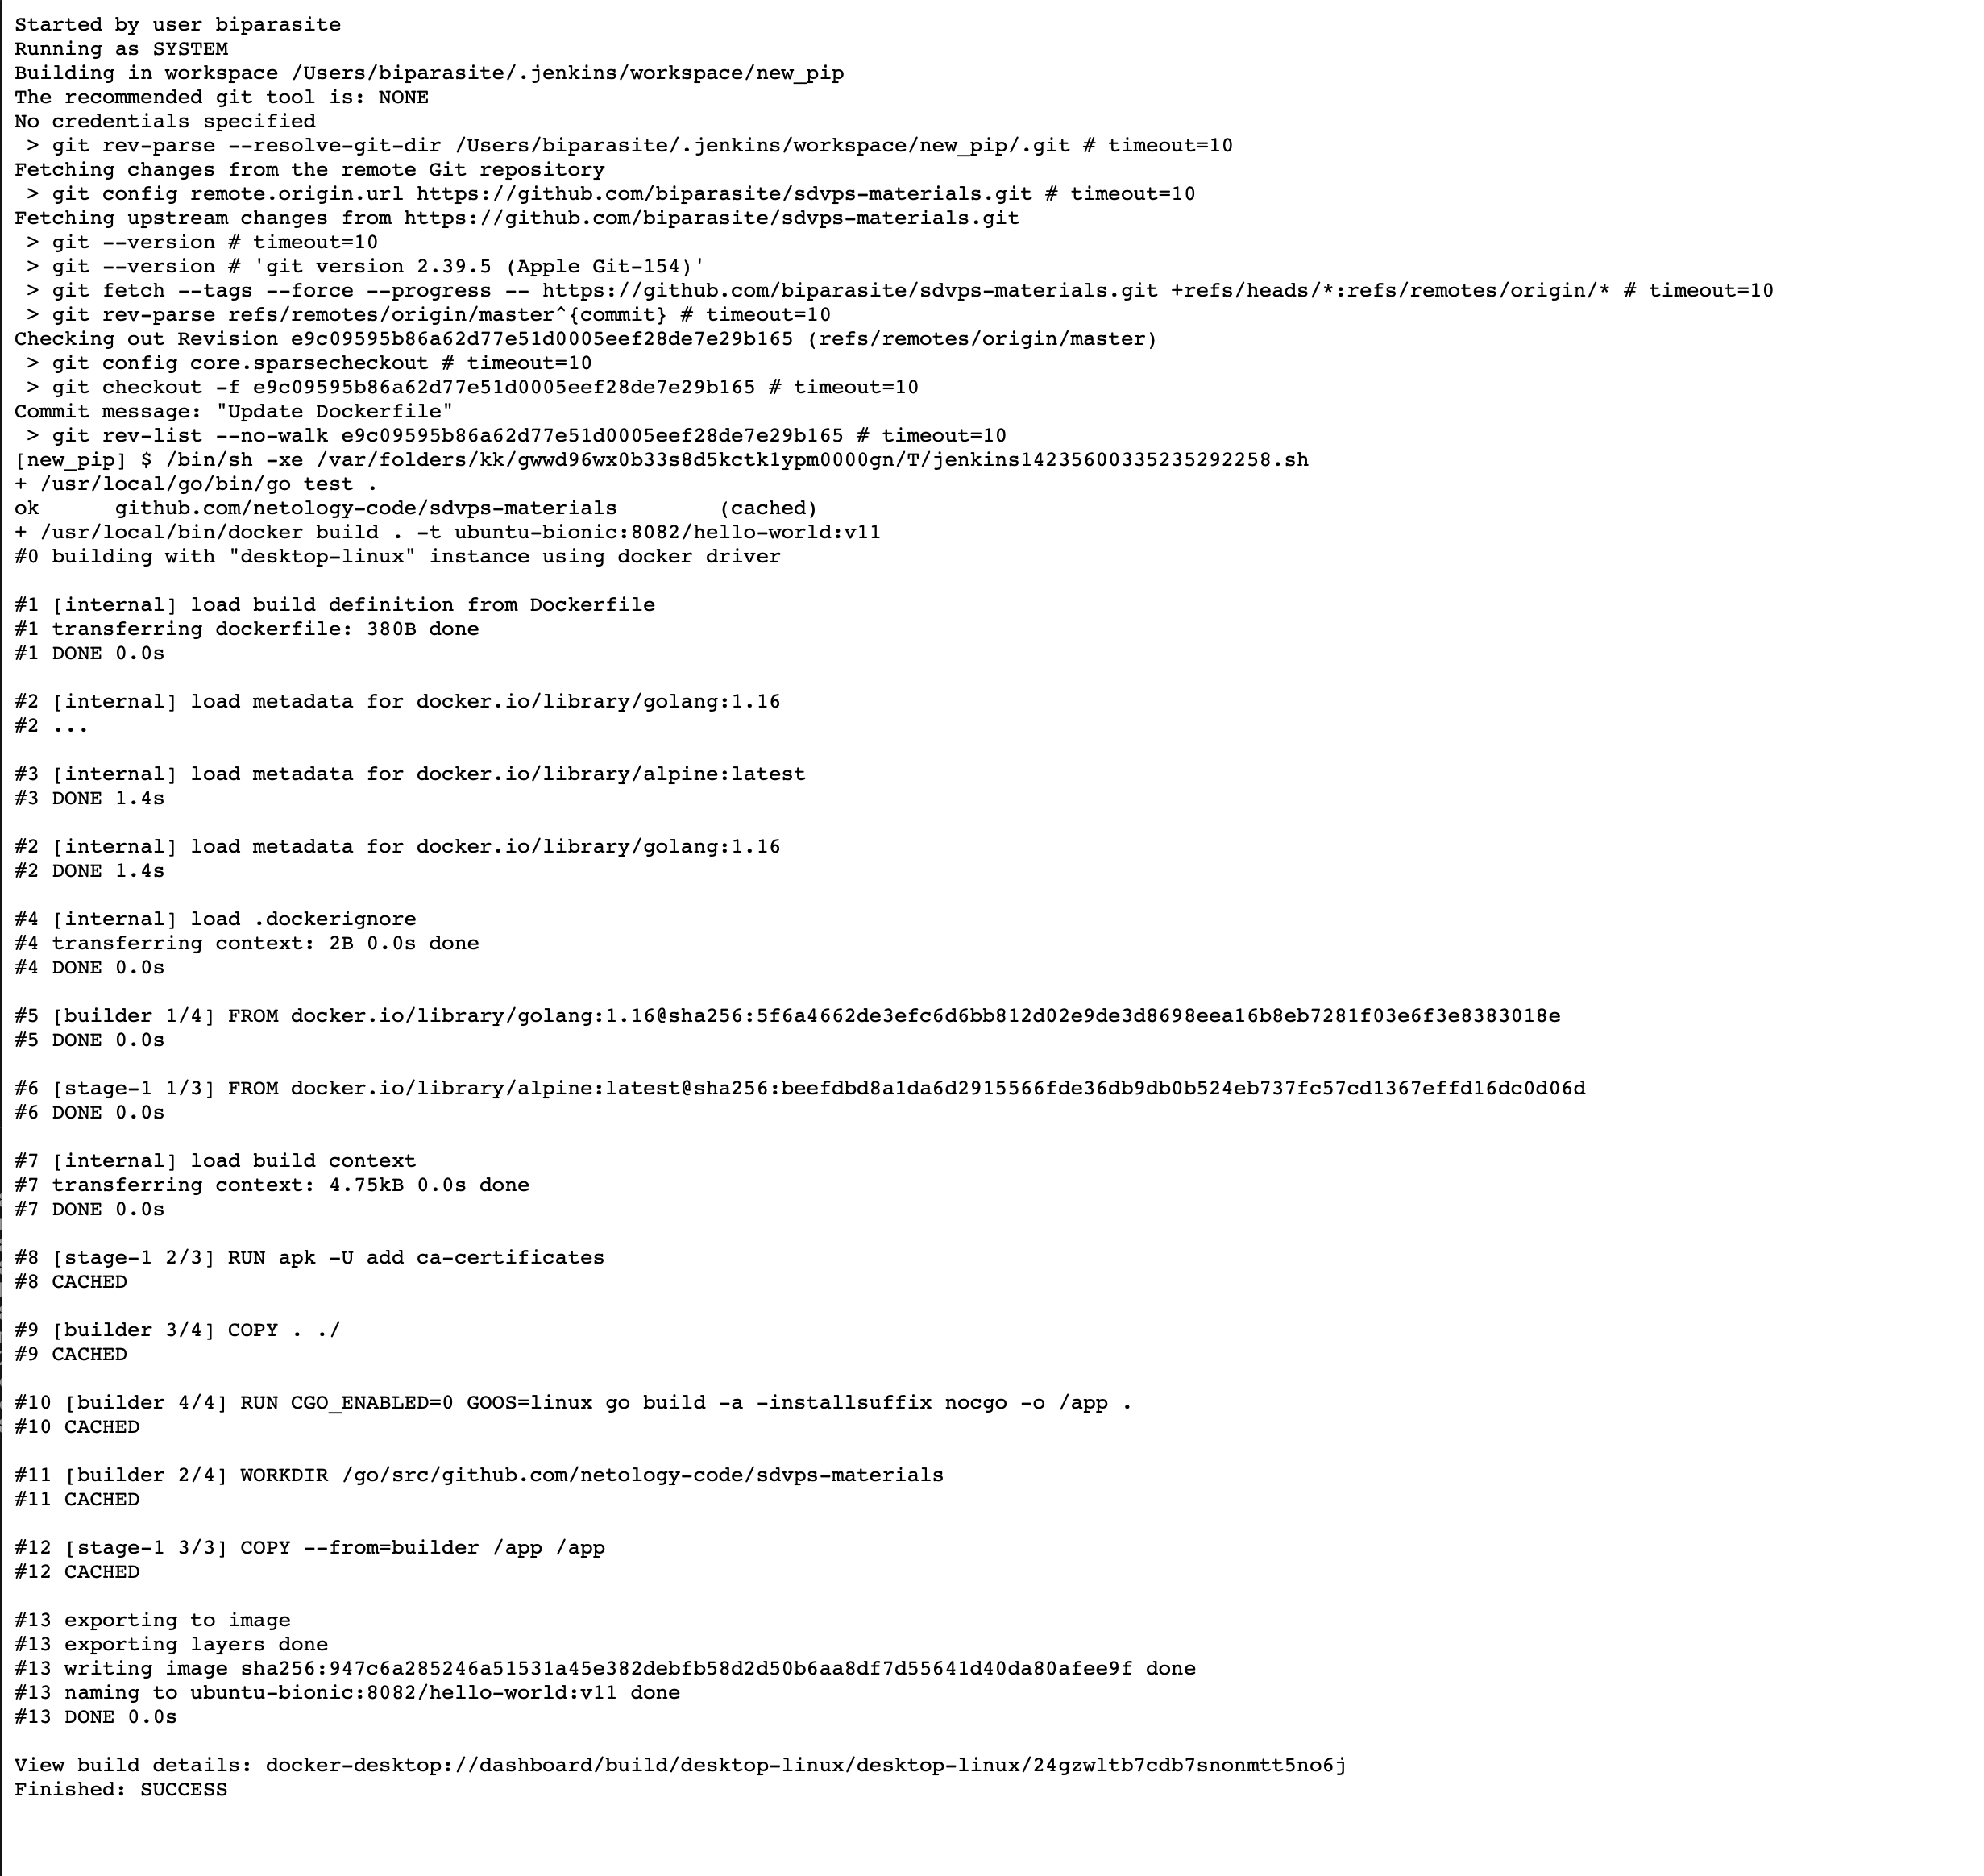 Started by user biparasite
Running as SYSTEM
Building in workspace /Users/biparasite/.jenkins/workspace/new_pip
The recommended git tool is: NONE
No credentials specified
 > git rev-parse --resolve-git-dir /Users/biparasite/.jenkins/workspace/new_pip/.git # timeout=10
Fetching changes from the remote Git repository
 > git config remote.origin.url https://github.com/biparasite/sdvps-materials.git # timeout=10
Fetching upstream changes from https://github.com/biparasite/sdvps-materials.git
 > git --version # timeout=10
 > git --version # 'git version 2.39.5 (Apple Git-154)'
 > git fetch --tags --force --progress -- https://github.com/biparasite/sdvps-materials.git +refs/heads/*:refs/remotes/origin/* # timeout=10
 > git rev-parse refs/remotes/origin/master^{commit} # timeout=10
Checking out Revision e9c09595b86a62d77e51d0005eef28de7e29b165 (refs/remotes/origin/master)
 > git config core.sparsecheckout # timeout=10
 > git checkout -f e9c09595b86a62d77e51d0005eef28de7e29b165 # timeout=10
Commit message: "Update Dockerfile"
 > git rev-list --no-walk e9c09595b86a62d77e51d0005eef28de7e29b165 # timeout=10
[new_pip] $ /bin/sh -xe /var/folders/kk/gwwd96wx0b33s8d5kctk1ypm0000gn/T/jenkins14235600335235292258.sh
+ /usr/local/go/bin/go test .
ok  	github.com/netology-code/sdvps-materials	(cached)
+ /usr/local/bin/docker build . -t ubuntu-bionic:8082/hello-world:v11
#0 building with "desktop-linux" instance using docker driver

#1 [internal] load build definition from Dockerfile
#1 transferring dockerfile: 380B done
#1 DONE 0.0s

#2 [internal] load metadata for docker.io/library/golang:1.16
#2 ...

#3 [internal] load metadata for docker.io/library/alpine:latest
#3 DONE 1.4s

#2 [internal] load metadata for docker.io/library/golang:1.16
#2 DONE 1.4s

#4 [internal] load .dockerignore
#4 transferring context: 2B 0.0s done
#4 DONE 0.0s

#5 [builder 1/4] FROM docker.io/library/golang:1.16@sha256:5f6a4662de3efc6d6bb812d02e9de3d8698eea16b8eb7281f03e6f3e8383018e
#5 DONE 0.0s

#6 [stage-1 1/3] FROM docker.io/library/alpine:latest@sha256:beefdbd8a1da6d2915566fde36db9db0b524eb737fc57cd1367effd16dc0d06d
#6 DONE 0.0s

#7 [internal] load build context
#7 transferring context: 4.75kB 0.0s done
#7 DONE 0.0s

#8 [stage-1 2/3] RUN apk -U add ca-certificates
#8 CACHED

#9 [builder 3/4] COPY . ./
#9 CACHED

#10 [builder 4/4] RUN CGO_ENABLED=0 GOOS=linux go build -a -installsuffix nocgo -o /app .
#10 CACHED

#11 [builder 2/4] WORKDIR /go/src/github.com/netology-code/sdvps-materials
#11 CACHED

#12 [stage-1 3/3] COPY --from=builder /app /app
#12 CACHED

#13 exporting to image
#13 exporting layers done
#13 writing image sha256:947c6a285246a51531a45e382debfb58d2d50b6aa8df7d55641d40da80afee9f done
#13 naming to ubuntu-bionic:8082/hello-world:v11 done
#13 DONE 0.0s

View build details: docker-desktop://dashboard/build/desktop-linux/desktop-linux/24gzwltb7cdb7snonmtt5no6j
Finished: SUCCESS